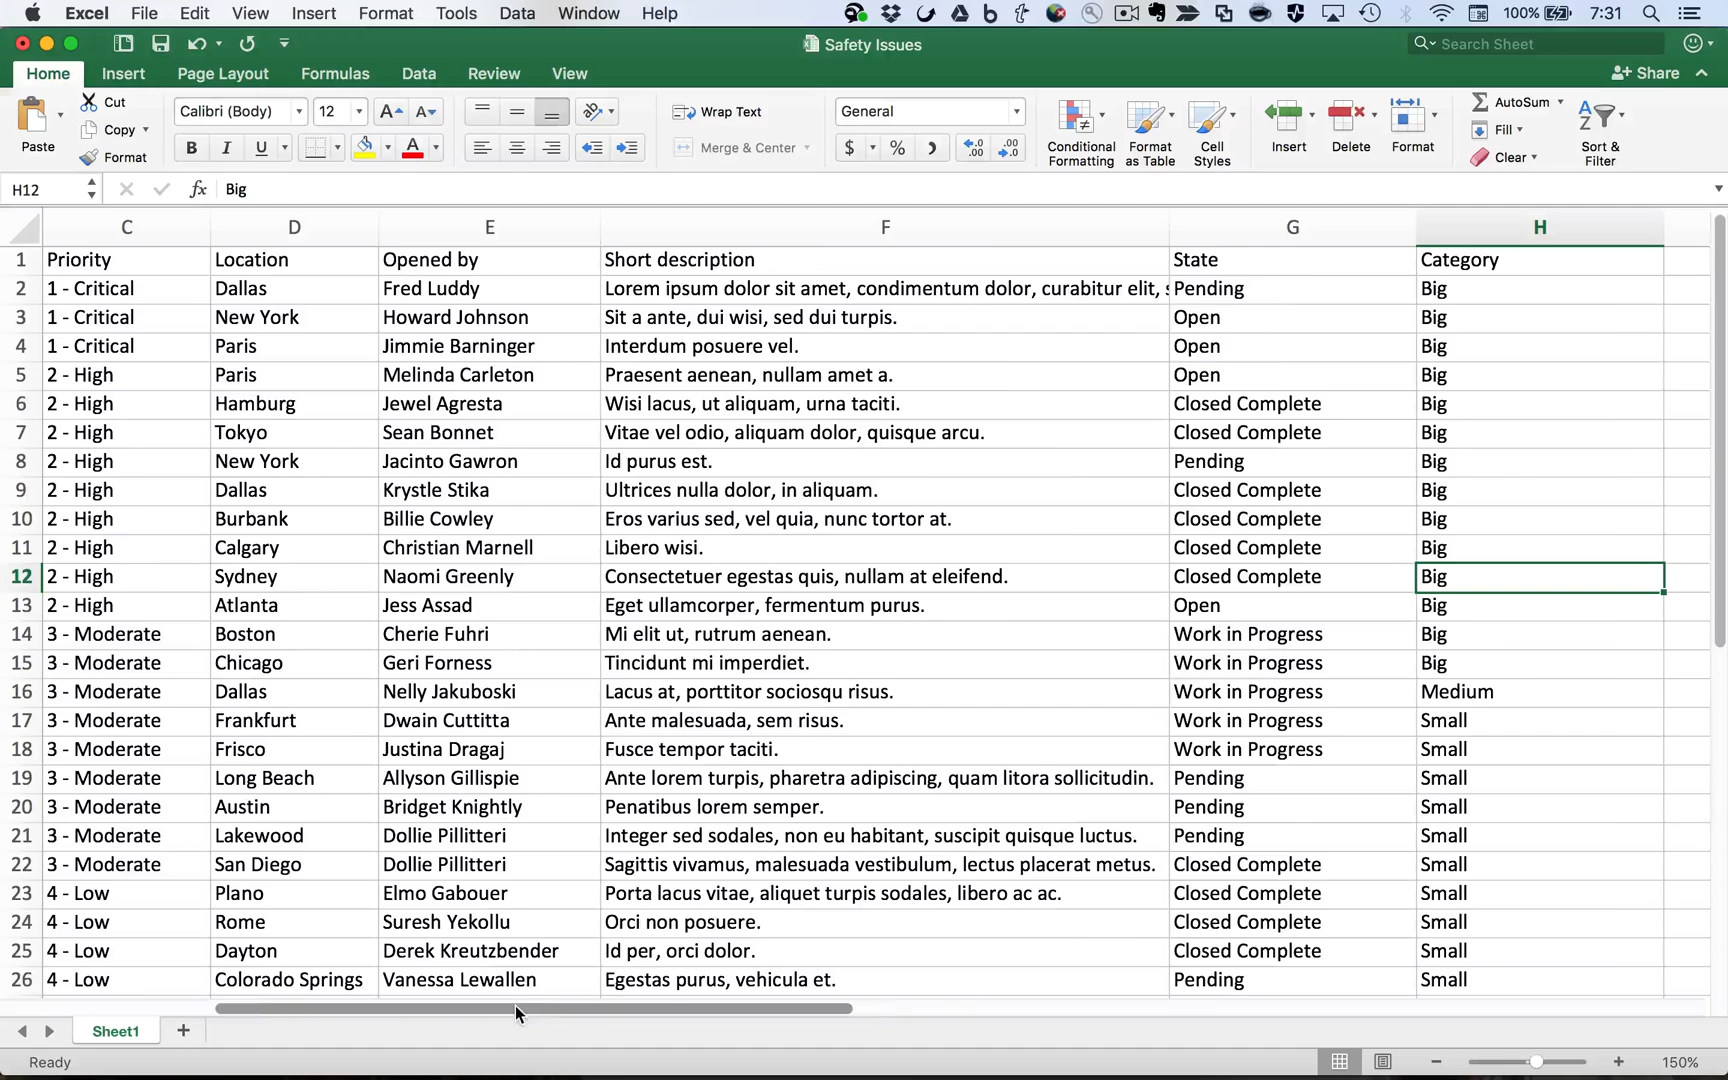 Excel File Edit View Insert Format Tools Data Window Help 100% 7:31
Safety Issues Search Sheet
Home Insert Page Layout Formulas Data Review View Share
Paste Cut Copy Format
Calibri (Body) 12 A A
B I U A
Wrap Text
Merge & Center
General
$ % .0 .00 .00 .0
Conditional Formatting
Format as Table
Cell Styles
Insert Delete Format
AutoSum
Fill
Clear
Sort & Filter
H12 fx Big
C D E F G H
1 Priority Location Opened by Short description State Category
2 1 - Critical Dallas Fred Luddy Lorem ipsum dolor sit amet, condimentum dolor, curabitur elit, Pending Big
3 1 - Critical New York Howard Johnson Sit a ante, dui wisi, sed dui turpis. Open Big
4 1 - Critical Paris Jimmie Barninger Interdum posuere vel. Open Big
5 2 - High Paris Melinda Carleton Praesent aenean, nullam amet a. Open Big
6 2 - High Hamburg Jewel Agresta Wisi lacus, ut aliquam, urna taciti. Closed Complete Big
7 2 - High Tokyo Sean Bonnet Vitae vel odio, aliquam dolor, quisque arcu. Closed Complete Big
8 2 - High New York Jacinto Gawron Id purus est. Pending Big
9 2 - High Dallas Krystle Stika Ultrices nulla dolor, in aliquam. Closed Complete Big
10 2 - High Burbank Billie Cowley Eros varius sed, vel quia, nunc tortor at. Closed Complete Big
11 2 - High Calgary Christian Marnell Libero wisi. Closed Complete Big
12 2 - High Sydney Naomi Greenly Consectetuer egestas quis, nullam at eleifend. Closed Complete Big
13 2 - High Atlanta Jess Assad Eget ullamcorper, fermentum purus. Open Big
14 3 - Moderate Boston Cherie Fuhri Mi elit ut, rutrum aenean. Work in Progress Big
15 3 - Moderate Chicago Geri Forness Tincidunt mi imperdiet. Work in Progress Big
16 3 - Moderate Dallas Nelly Jakuboski Lacus at, porttitor sociosqu risus. Work in Progress Medium
17 3 - Moderate Frankfurt Dwain Cuttitta Ante malesuada, sem risus. Work in Progress Small
18 3 - Moderate Frisco Justina Dragaj Fusce tempor taciti. Work in Progress Small
19 3 - Moderate Long Beach Allyson Gillispie Ante lorem turpis, pharetra adipiscing, quam litora sollicitudin. Pending Small
20 3 - Moderate Austin Bridget Knightly Penatibus lorem semper. Pending Small
21 3 - Moderate Lakewood Dollie Pillitteri Integer sed sodales, non eu habitant, suscipit quisque luctus. Pending Small
22 3 - Moderate San Diego Dollie Pillitteri Sagittis vivamus, malesuada vestibulum, lectus placerat metus. Closed Complete Small
23 4 - Low Plano Elmo Gabouer Porta lacus vitae, aliquet turpis sodales, libero ac ac. Closed Complete Small
24 4 - Low Rome Suresh Yekollu Orci non posuere. Closed Complete Small
25 4 - Low Dayton Derek Kreutzbender Id per, orci dolor. Closed Complete Small
26 4 - Low Colorado Springs Vanessa Lewallen Egestas purus, vehicula et. Pending Small
Sheet1 +
Ready 150%